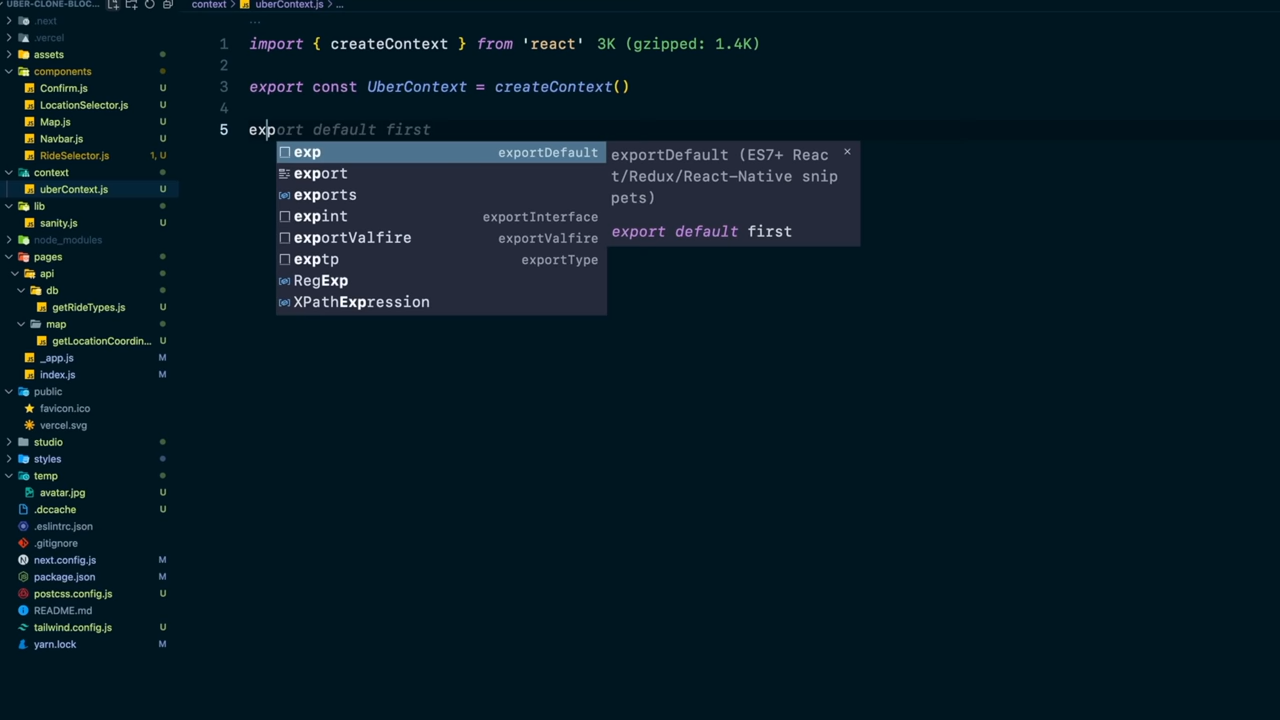 UBER-CLONE-BLOC...
.next
.vercel
assets
components
Confirm.js U
LocationSelector.js U
Map.js U
Navbar.js U
RideSelector.js 1, U
context
uberContext.js U
lib
sanity.js U
node_modules
pages
api
db
getRideTypes.js U
map
getLocationCoordin... U
_app.js M
index.js M
public
favicon.ico
vercel.svg
studio
styles
temp
avatar.jpg U
.dccache U
.eslintrc.json
.gitignore
next.config.js M
package.json M
postcss.config.js U
README.md
tailwind.config.js U
yarn.lock M
context > uberContext.js > ...
...
1 import { createContext } from 'react' 3K (gzipped: 1.4K)
2
3 export const UberContext = createContext()
4
5 export default first
exp exportDefault
export
exports
expint exportInterface
exportValfire exportValfire
exptp exportType
RegExp
XPathExpression
exportDefault (ES7+ Reac
t/Redux/React-Native snip
pets)
export default first